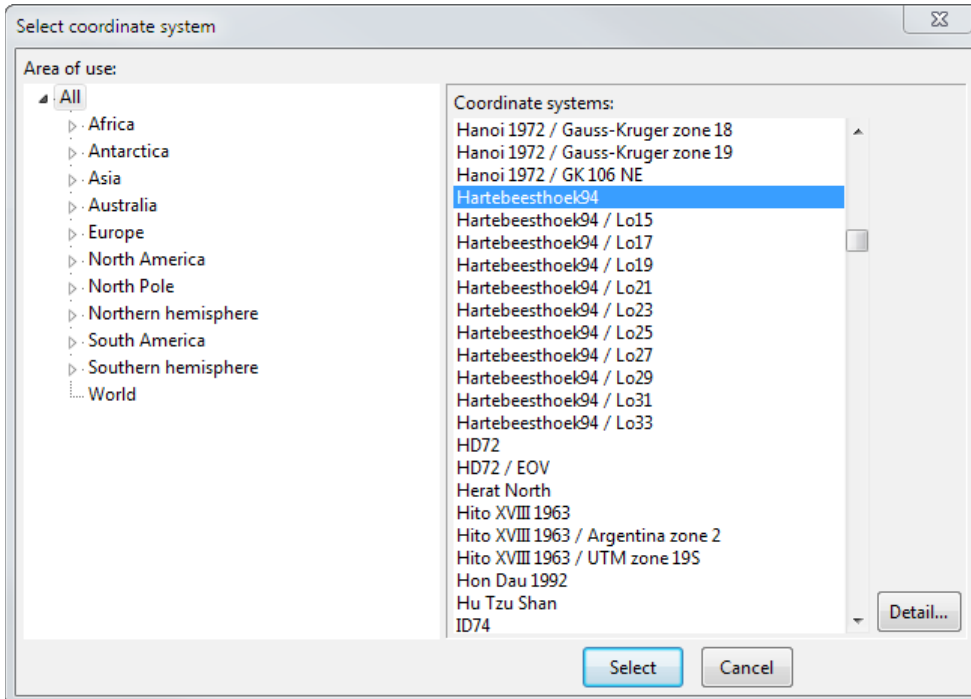 Select coordinate system
Area of use:
All
Africa
Antarctica
Asia
Australia
Europe
North America
North Pole
Northern hemisphere
South America
Southern hemisphere
World
Coordinate systems:
Hanoi 1972 / Gauss-Kruger zone 18
Hanoi 1972 / Gauss-Kruger zone 19
Hanoi 1972 / GK 106 NE
Hartebeesthoek94
Hartebeesthoek94 / Lo15
Hartebeesthoek94 / Lo17
Hartebeesthoek94 / Lo19
Hartebeesthoek94 / Lo21
Hartebeesthoek94 / Lo23
Hartebeesthoek94 / Lo25
Hartebeesthoek94 / Lo27
Hartebeesthoek94 / Lo29
Hartebeesthoek94 / Lo31
Hartebeesthoek94 / Lo33
HD72
HD72 / EOV
Herat North
Hito XVIII 1963
Hito XVIII 1963 / Argentina zone 2
Hito XVIII 1963 / UTM zone 19S
Hon Dau 1992
Hu Tzu Shan
ID74
Detail...
Select
Cancel